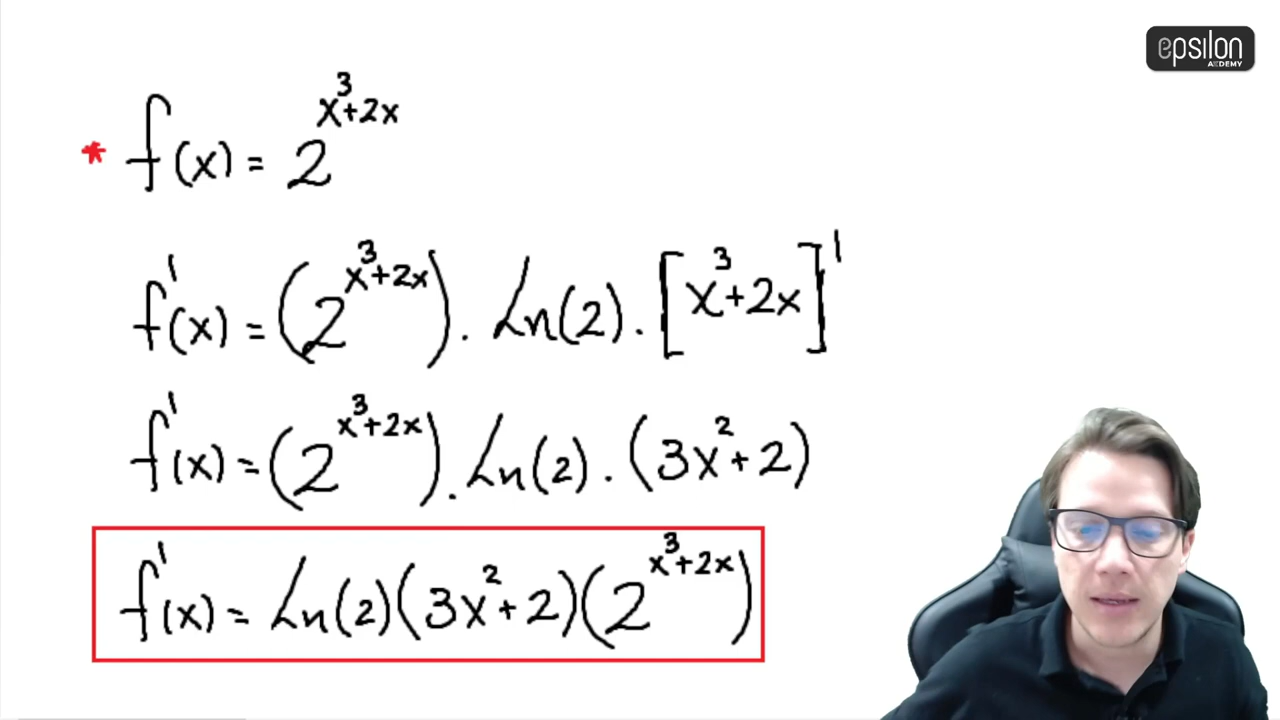 epsilon
AXDEMY
* f(x) = 2^(x³+2x)
f'(x) = (2^(x³+2x)) . Ln(2) . [x³+2x]'
f'(x) = (2^(x³+2x)) . Ln(2) . (3x²+2)
f'(x) = Ln(2)(3x²+2)(2^(x³+2x))